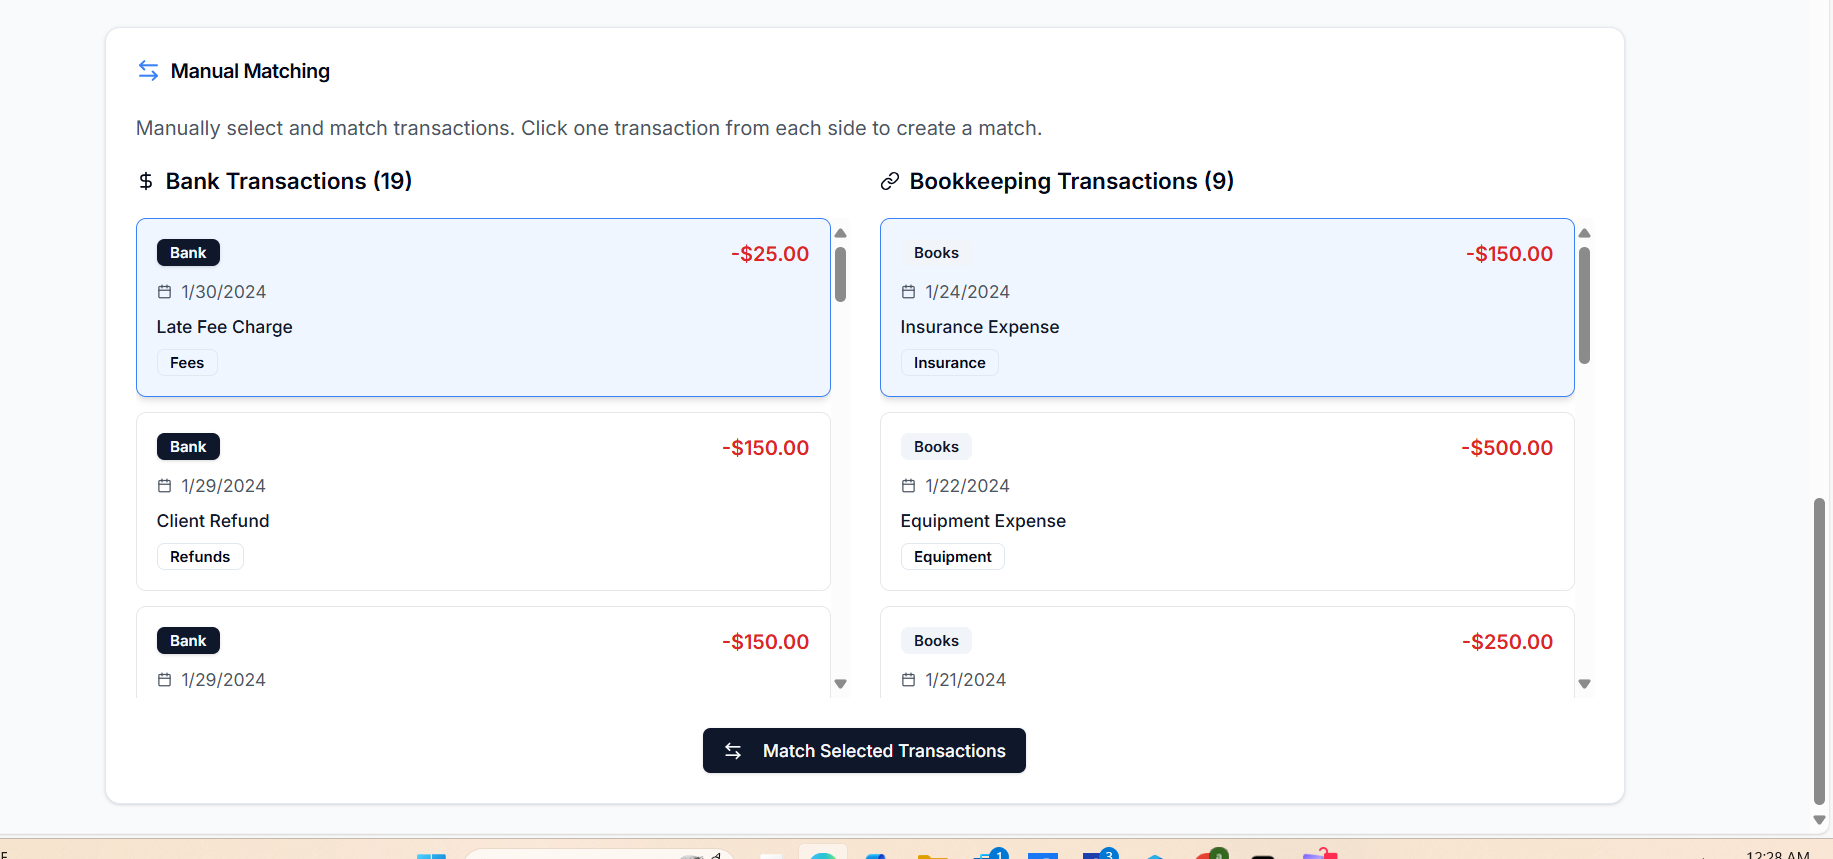 Manual Matching
Manually select and match transactions. Click one transaction from each side to create a match.
Bank Transactions (19)
Bank
-$25.00
1/30/2024
Late Fee Charge
Fees
Bank
-$150.00
1/29/2024
Client Refund
Refunds
Bank
-$150.00
1/29/2024
Bookkeeping Transactions (9)
Books
-$150.00
1/24/2024
Insurance Expense
Insurance
Books
-$500.00
1/22/2024
Equipment Expense
Equipment
Books
-$250.00
1/21/2024
Match Selected Transactions
1
3
12:28 AM